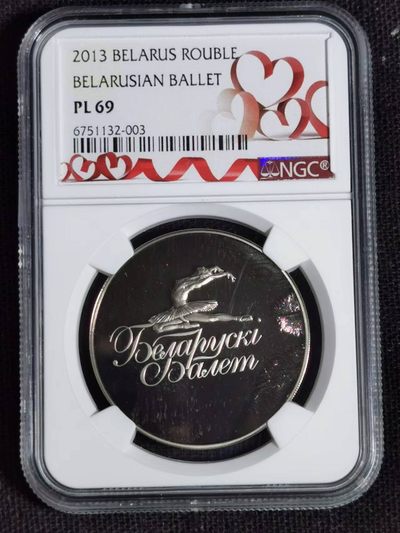 2013 BELARUS ROUBLE
BELARUSIAN BALLET
PL 69
6751132-003
NGC®
Беларускі
Балет